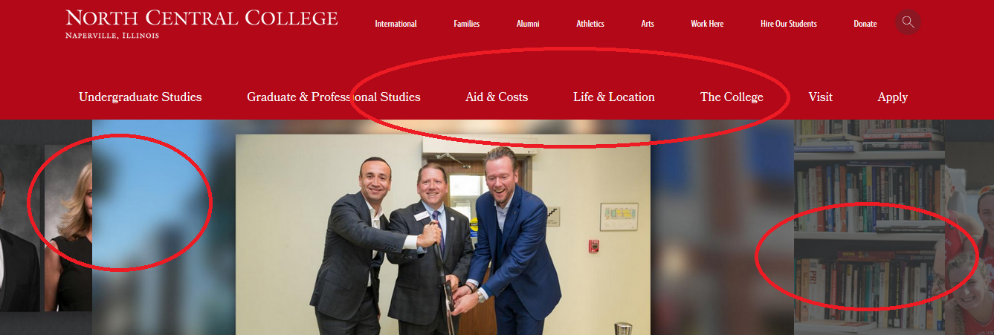 NORTH CENTRAL COLLEGE
NAPERVILLE, ILLINOIS
International Families Alumni Athletics Arts Work Here Hire Our Students Donate
Undergraduate Studies Graduate & Professional Studies Aid & Costs Life & Location The College Visit Apply